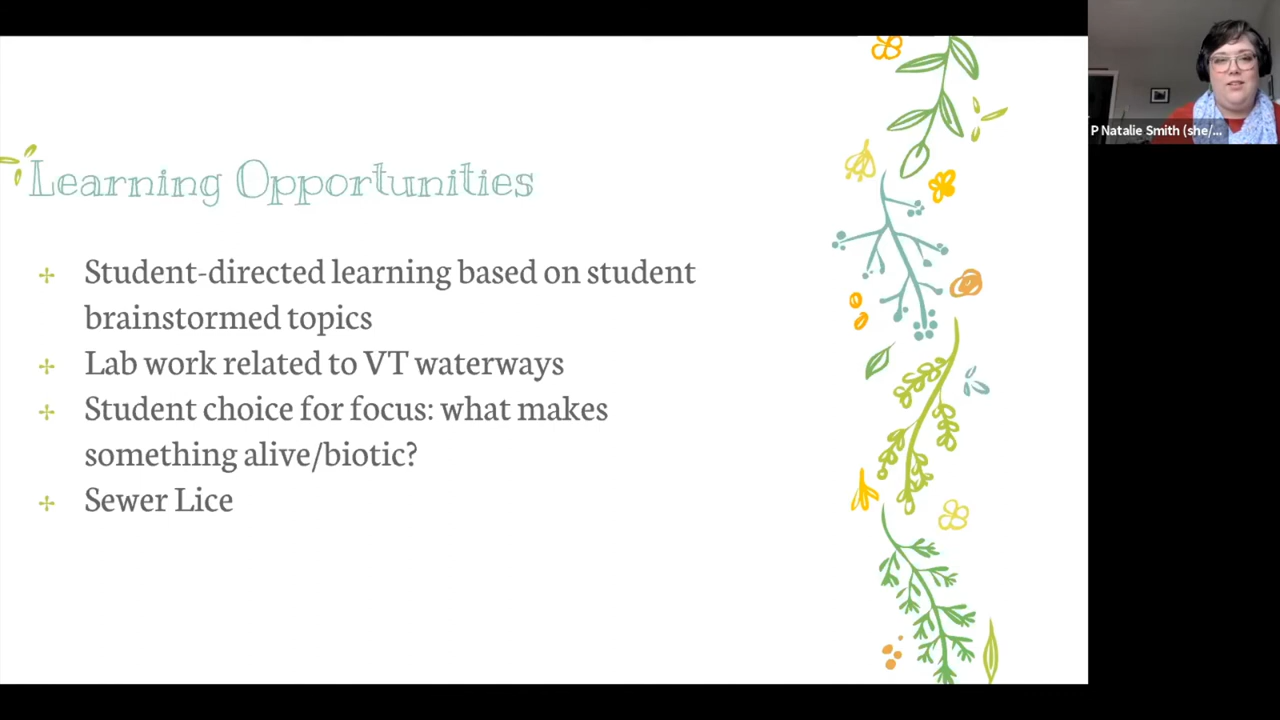 Learning Opportunities
Student-directed learning based on student
brainstormed topics
Lab work related to VT waterways
Student choice for focus: what makes
something alive/biotic?
Sewer Lice
P Natalie Smith (she/...